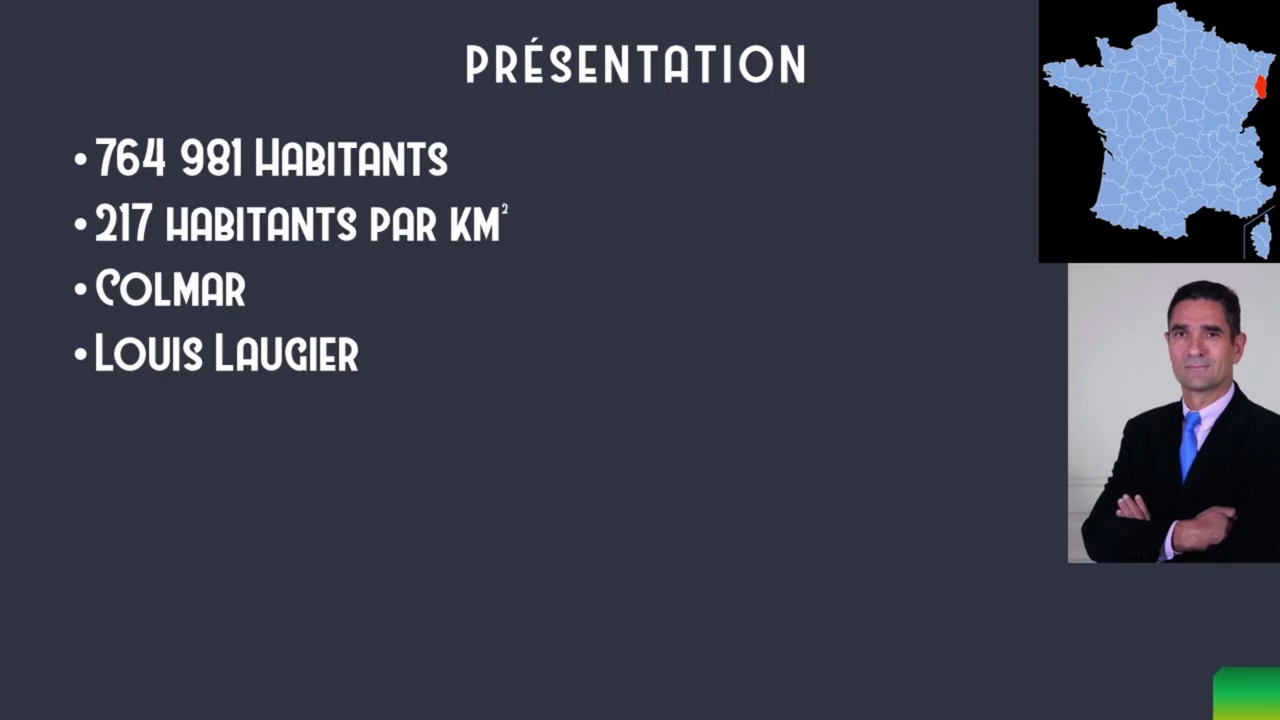 PRÉSENTATION
• 764 981 HABITANTS
• 217 HABITANTS PAR KM²
• COLMAR
• LOUIS LAUGIER